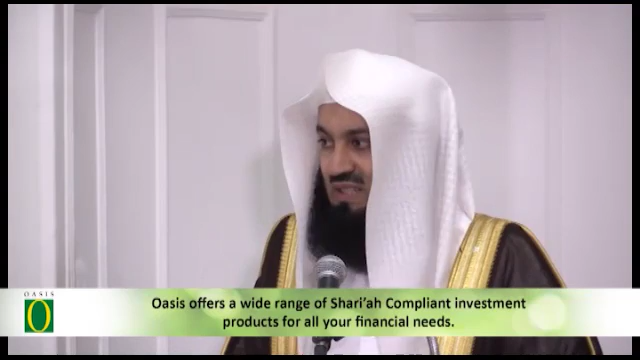 OASIS
O
Oasis offers a wide range of Shari'ah Compliant investment
products for all your financial needs.